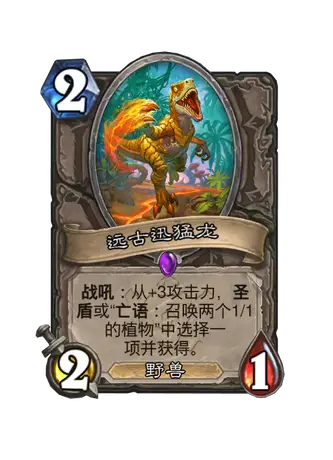 2
远古迅猛龙
战吼：从+3攻击力，圣
盾或“亡语：召唤两个1/1
的植物”中选择一
项并获得。
2
野兽
1